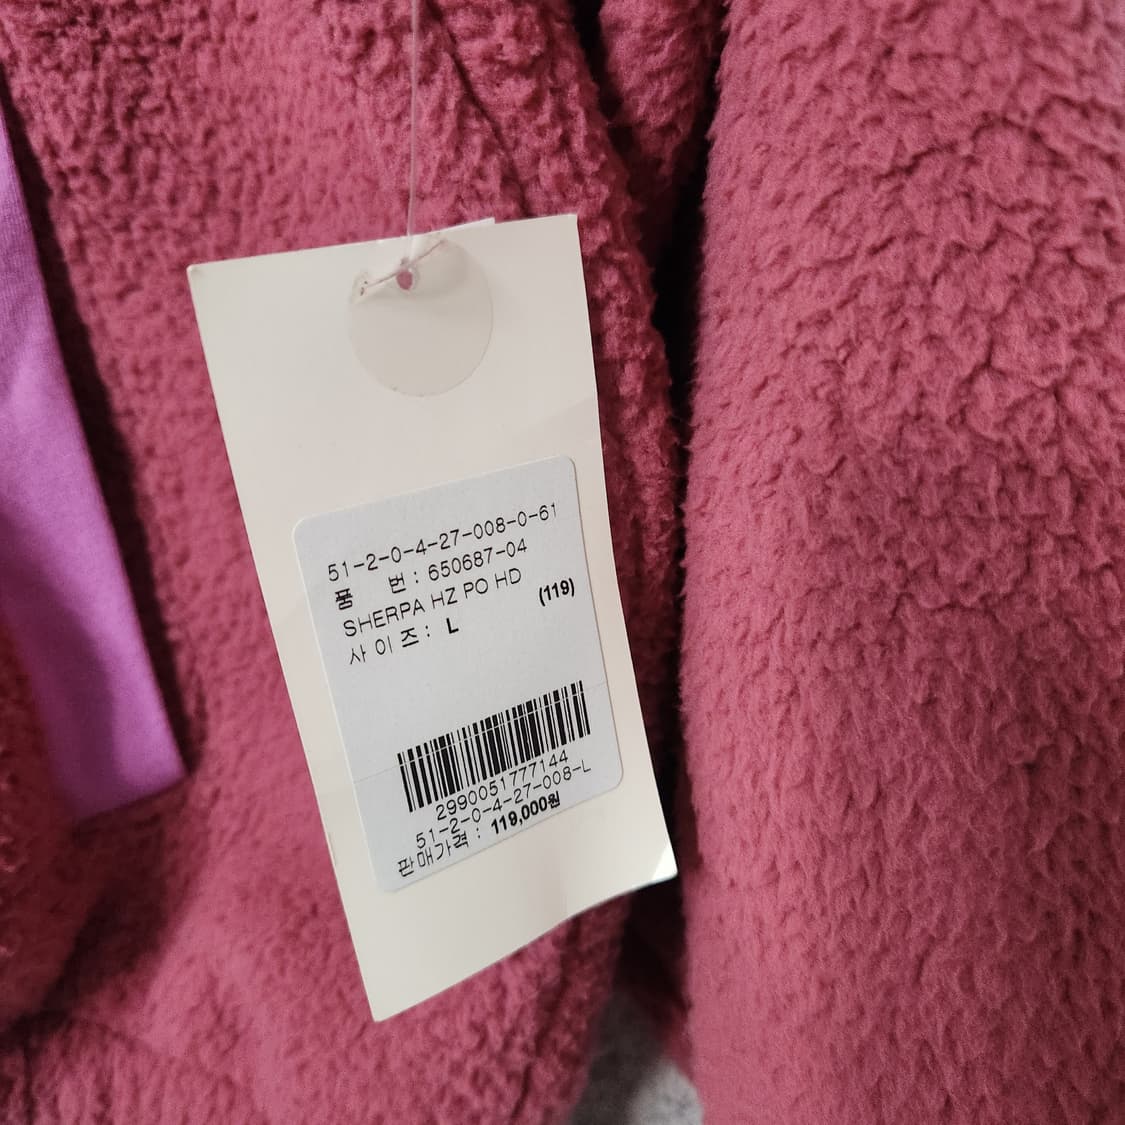 51-2-0-4-27-008-0-61
품 번 : 650687-04
SHERPA HZ PO HD
(119)
사 이 즈 : L
2990051777144
51-2-0-4-27-008-L
판매가격 : 119,000원